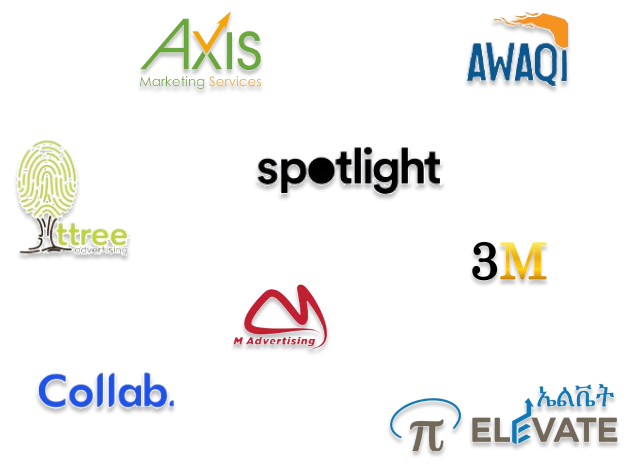 AXIS
Marketing Services
AWAQI
spotlight
ttree
advertising
3M
M Advertising
Collab.
π
ኤልቬት
ELEVATE